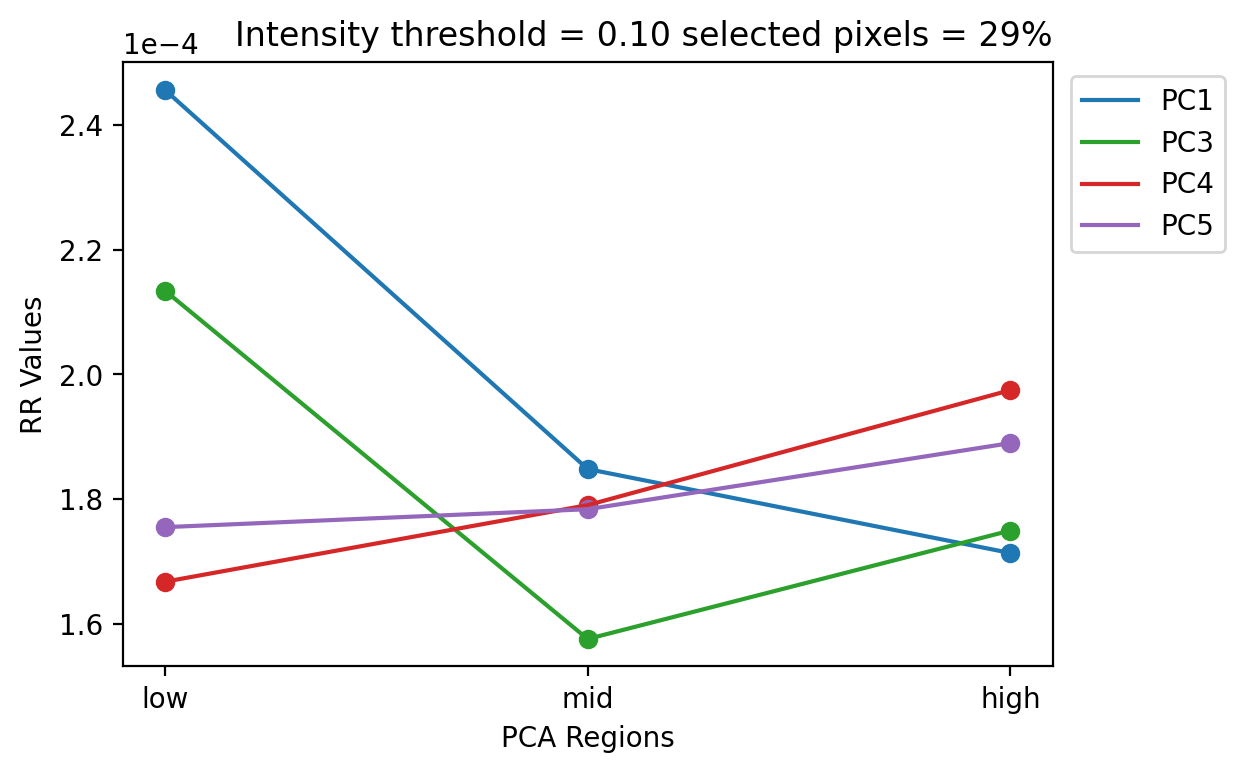 Intensity threshold = 0.10 selected pixels = 29%
1e−4
2.4
2.2
2.0
1.8
1.6
RR Values
low
mid
high
PCA Regions
PC1
PC3
PC4
PC5